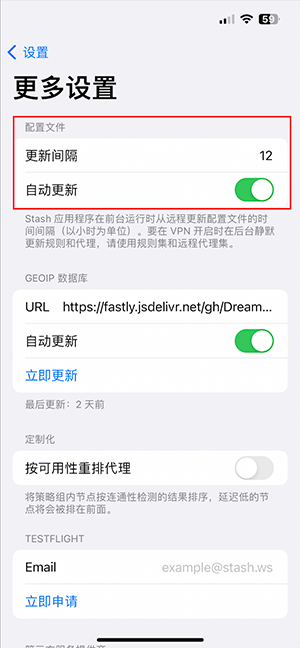 59
设置
更多设置
配置文件
更新间隔 12
自动更新
Stash 应用程序在前台运行时从远程更新配置文件的时
间间隔（以小时为单位）。要在 VPN 开启时在后台静默
更新规则和代理，请使用规则集和远程代理集。
GEOIP 数据库
URL https://fastly.jsdelivr.net/gh/Dream...
自动更新
立即更新
最后更新：2 天前
定制化
按可用性重排代理
将策略组内节点按连通性检测的结果排序，延迟低的节
点将会被排在前面。
TESTFLIGHT
Email example@stash.ws
立即申请